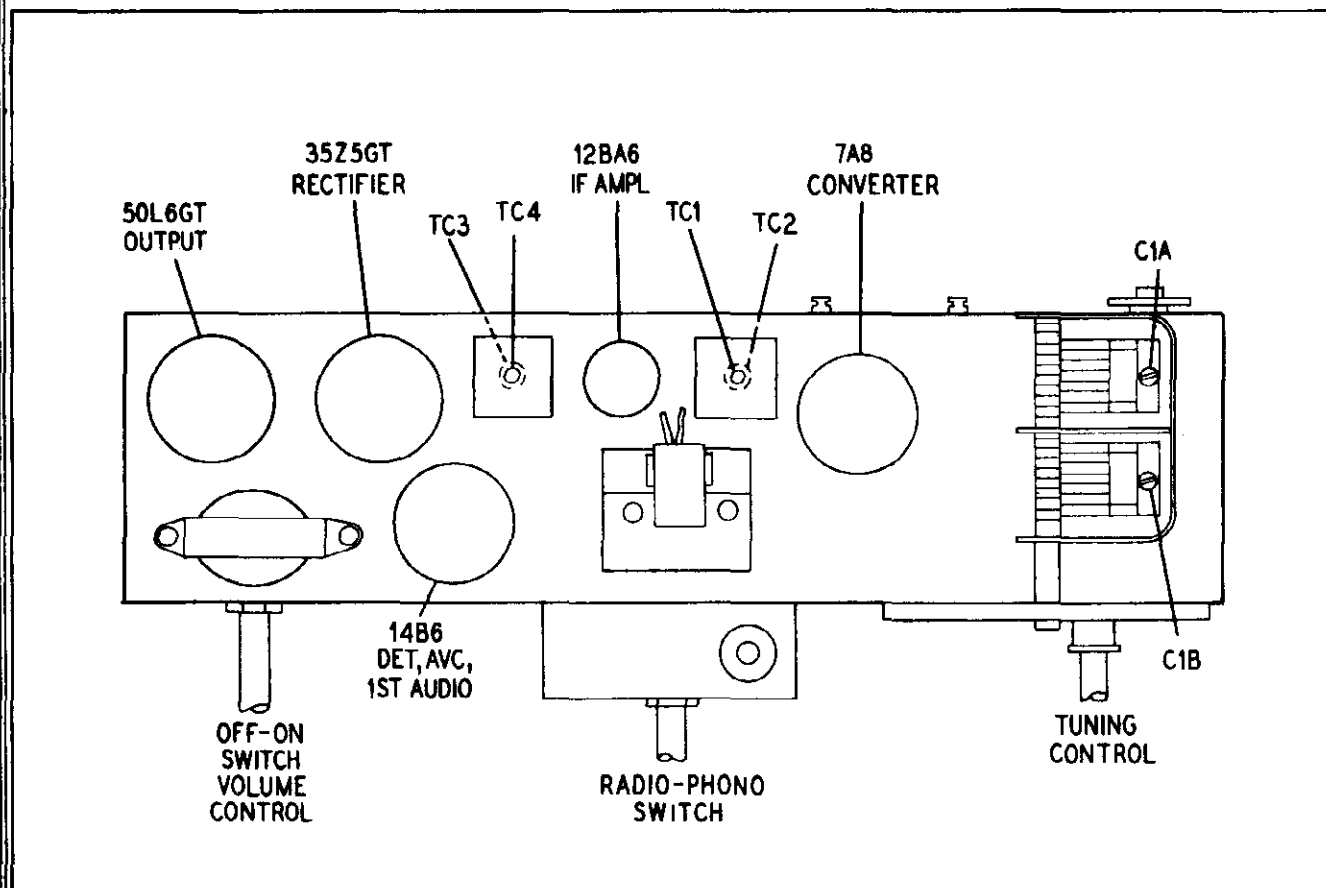 35Z5GT
RECTIFIER
12BA6
IF AMPL
7A8
CONVERTER
50L6GT
OUTPUT
TC3
TC4
TC1
TC2
C1A
14B6
DET, AVC,
1ST AUDIO
C1B
OFF-ON
SWITCH
VOLUME
CONTROL
RADIO-PHONO
SWITCH
TUNING
CONTROL